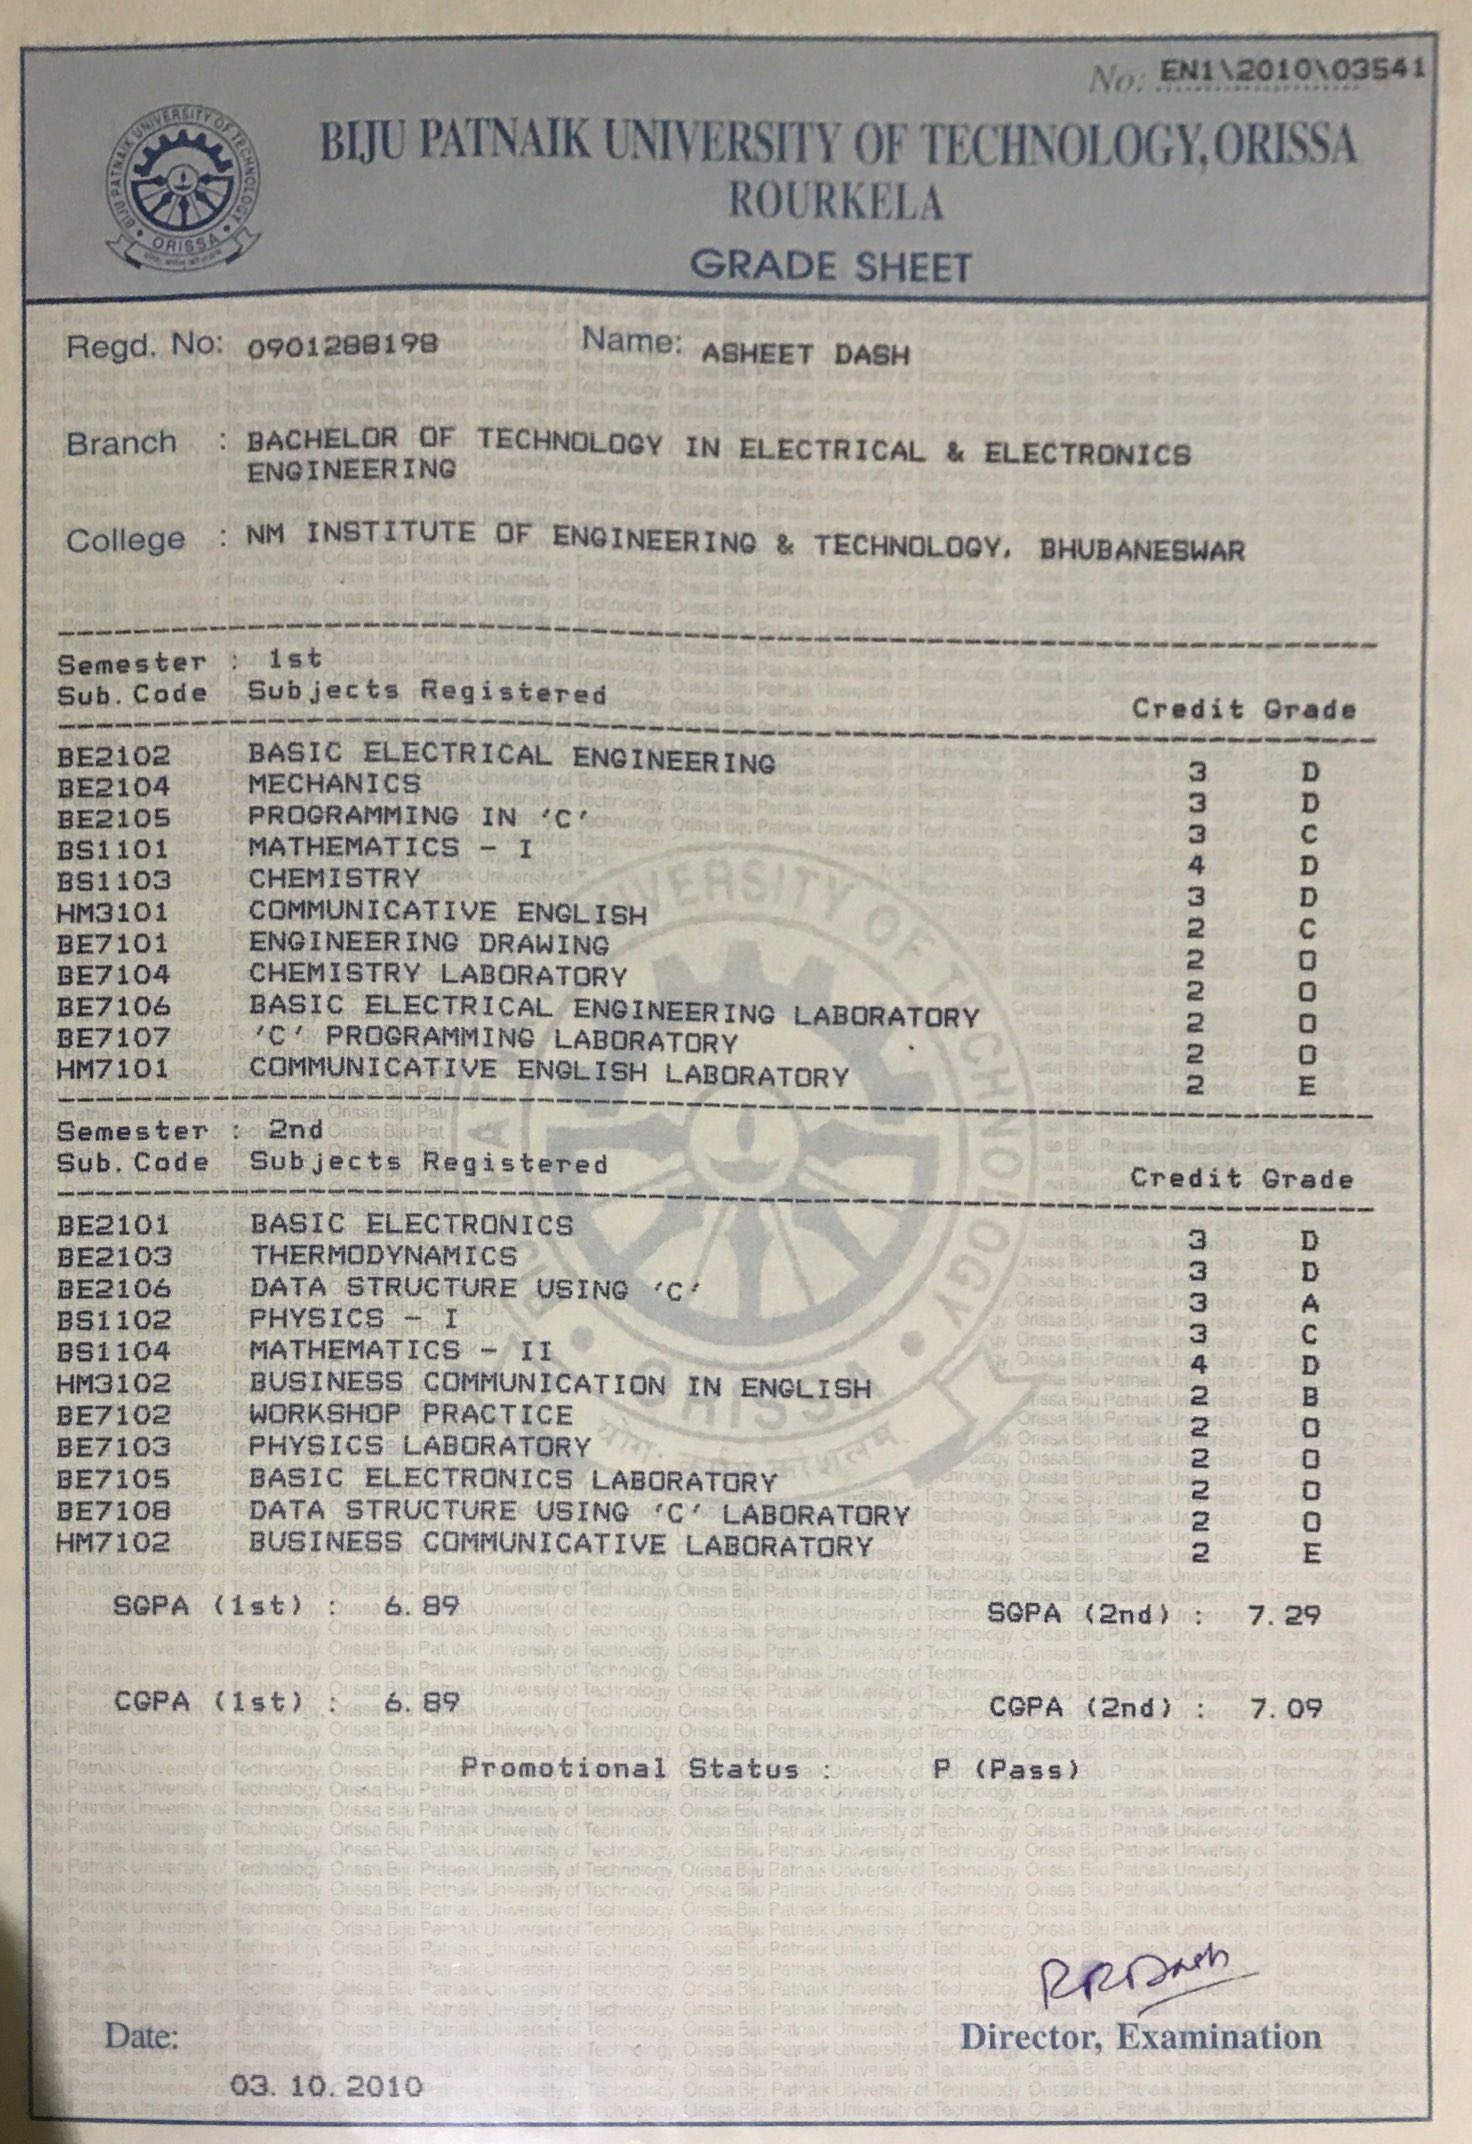 No: EN1\2010\03541
BIJU PATNAIK UNIVERSITY OF TECHNOLOGY
ORISSA
BIJU PATNAIK UNIVERSITY OF TECHNOLOGY, ORISSA
ROURKELA
GRADE SHEET
Regd. No: 0901288198 Name: ASHEET DASH
Branch : BACHELOR OF TECHNOLOGY IN ELECTRICAL & ELECTRONICS
ENGINEERING
College : NM INSTITUTE OF ENGINEERING & TECHNOLOGY, BHUBANESWAR
Semester : 1st
Sub. Code Subjects Registered Credit Grade
BE2102 BASIC ELECTRICAL ENGINEERING 3 D
BE2104 MECHANICS 3 D
BE2105 PROGRAMMING IN 'C' 3 C
BS1101 MATHEMATICS - I 4 D
BS1103 CHEMISTRY 3 D
HM3101 COMMUNICATIVE ENGLISH 2 C
BE7101 ENGINEERING DRAWING 2 O
BE7104 CHEMISTRY LABORATORY 2 O
BE7106 BASIC ELECTRICAL ENGINEERING LABORATORY 2 O
BE7107 'C' PROGRAMMING LABORATORY 2 O
HM7101 COMMUNICATIVE ENGLISH LABORATORY 2 E
Semester : 2nd
Sub. Code Subjects Registered Credit Grade
BE2101 BASIC ELECTRONICS 3 D
BE2103 THERMODYNAMICS 3 D
BE2106 DATA STRUCTURE USING 'C' 3 A
BS1102 PHYSICS - I 3 C
BS1104 MATHEMATICS - II 4 D
HM3102 BUSINESS COMMUNICATION IN ENGLISH 2 B
BE7102 WORKSHOP PRACTICE 2 O
BE7103 PHYSICS LABORATORY 2 O
BE7105 BASIC ELECTRONICS LABORATORY 2 O
BE7108 DATA STRUCTURE USING 'C' LABORATORY 2 O
HM7102 BUSINESS COMMUNICATIVE LABORATORY 2 E
SGPA (1st) : 6.89 SGPA (2nd) : 7.29
CGPA (1st) : 6.89 CGPA (2nd) : 7.09
Promotional Status : P (Pass)
RRDash
Director, Examination
Date:
03.10.2010